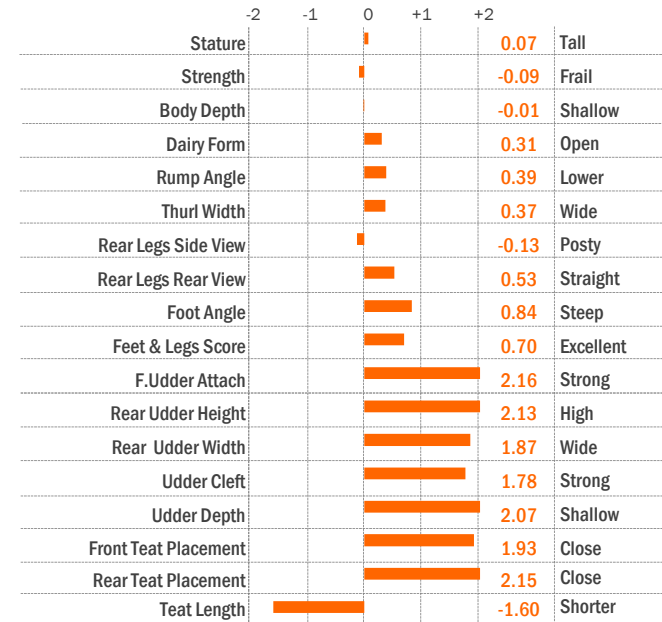 -2 -1 0 +1 +2
Stature 0.07 Tall
Strength -0.09 Frail
Body Depth -0.01 Shallow
Dairy Form 0.31 Open
Rump Angle 0.39 Lower
Thurl Width 0.37 Wide
Rear Legs Side View -0.13 Posty
Rear Legs Rear View 0.53 Straight
Foot Angle 0.84 Steep
Feet & Legs Score 0.70 Excellent
F.Udder Attach 2.16 Strong
Rear Udder Height 2.13 High
Rear Udder Width 1.87 Wide
Udder Cleft 1.78 Strong
Udder Depth 2.07 Shallow
Front Teat Placement 1.93 Close
Rear Teat Placement 2.15 Close
Teat Length -1.60 Shorter